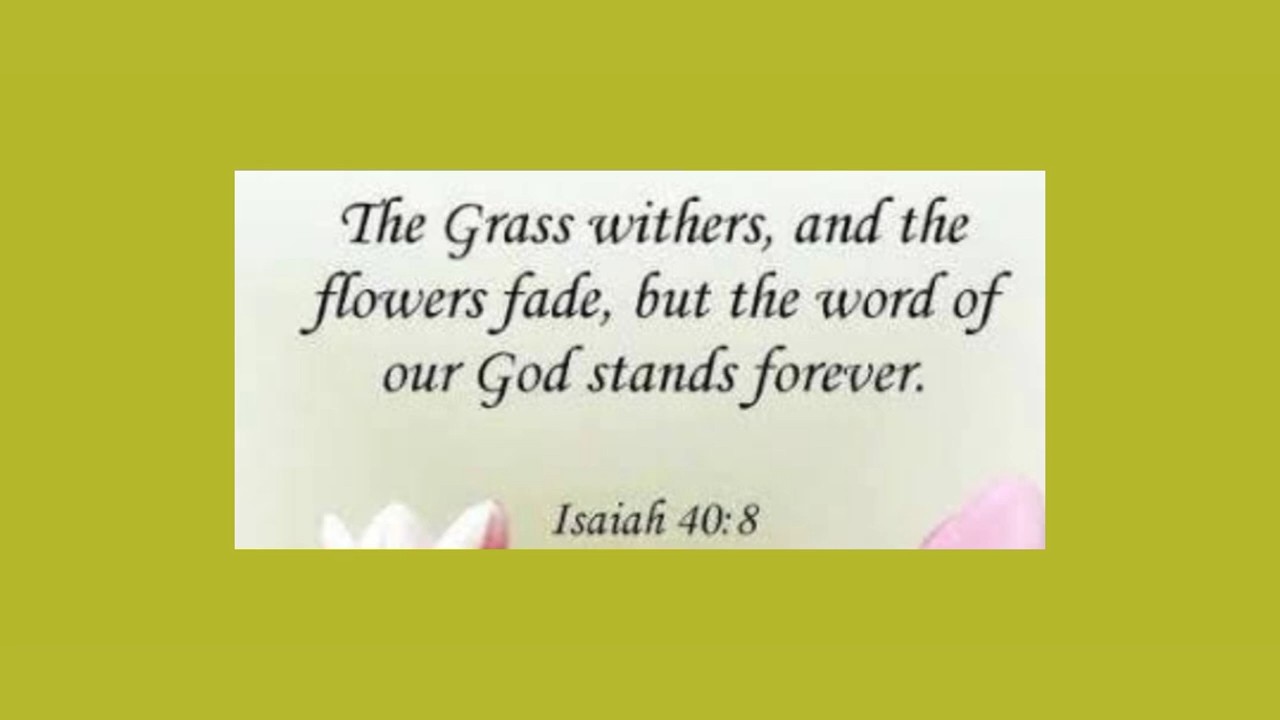 The Grass withers, and the
flowers fade, but the word of
our God stands forever.
Isaiah 40:8